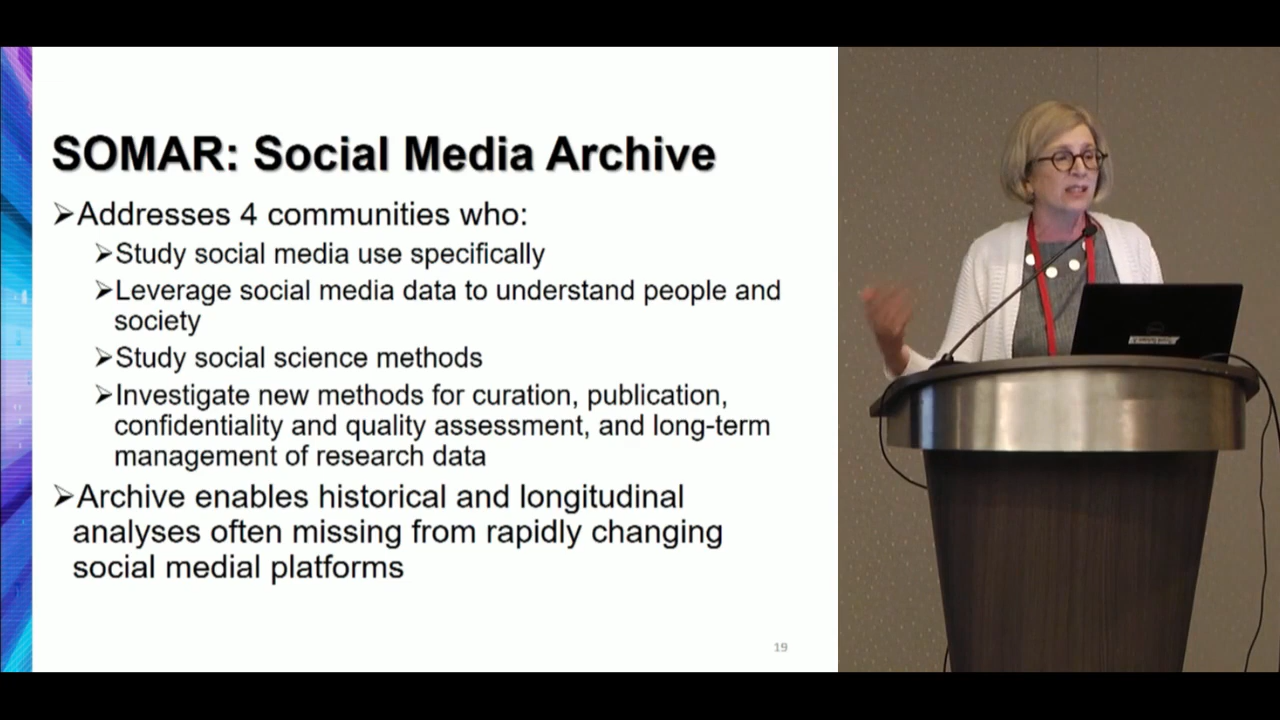 SOMAR: Social Media Archive
➢Addresses 4 communities who:
➢Study social media use specifically
➢Leverage social media data to understand people and
society
➢Study social science methods
➢Investigate new methods for curation, publication,
confidentiality and quality assessment, and long-term
management of research data
➢Archive enables historical and longitudinal
analyses often missing from rapidly changing
social medial platforms
19